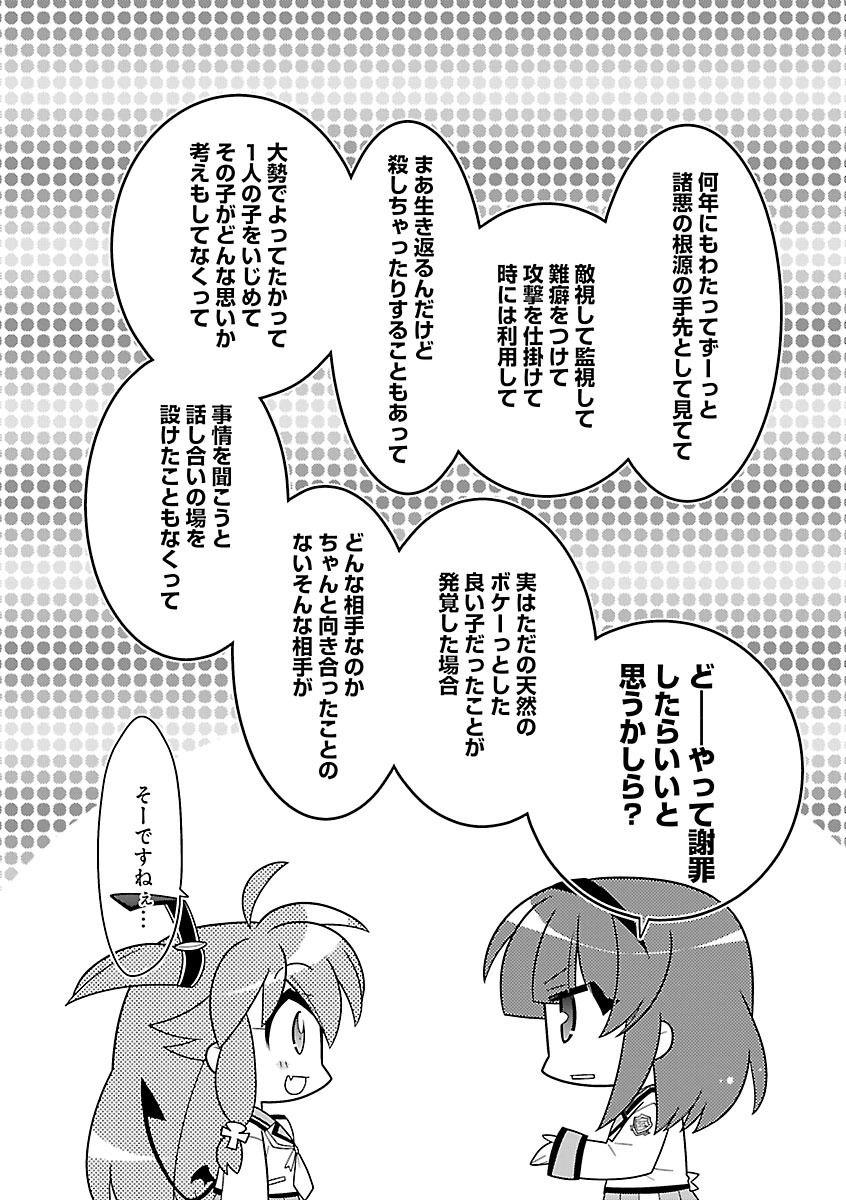 何年にもわたってずーっと
諸悪の根源の手先として見てて
敵視して監視して
難癖をつけて
攻撃を仕掛けて
時には利用して
まあ生き返るんだけど
殺しちゃったりすることもあって
大勢でよってたかって
1人の子をいじめて
その子がどんな思いか
考えもしてなくって
事情を聞こうと
話し合いの場を
設けたこともなくって
どんな相手なのか
ちゃんと向き合ったことの
ないそんな相手が
実はただの天然の
ボケーっとした
良い子だったことが
発覚した場合
ど──やって謝罪
したらいいと
思うかしら?
そーですねぇ…